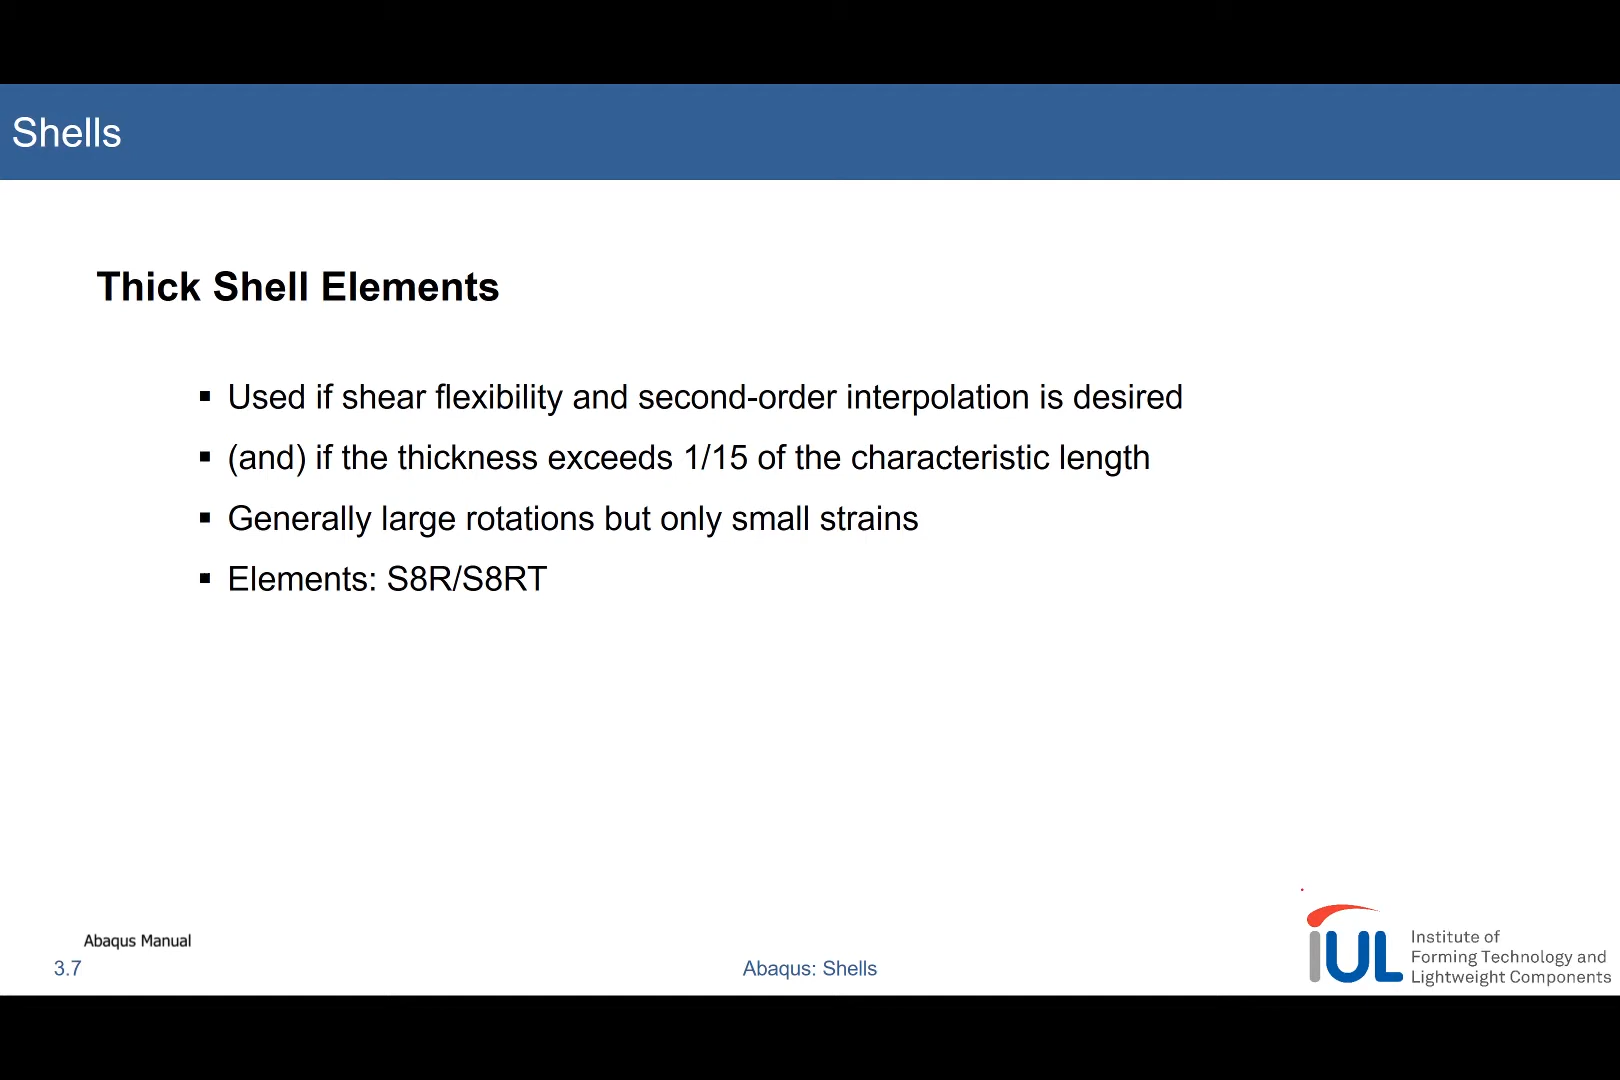 Shells
Thick Shell Elements
▪ Used if shear flexibility and second-order interpolation is desired
▪ (and) if the thickness exceeds 1/15 of the characteristic length
▪ Generally large rotations but only small strains
▪ Elements: S8R/S8RT
Abaqus Manual
3.7
Abaqus: Shells
iUL
Institute of
Forming Technology and
Lightweight Components